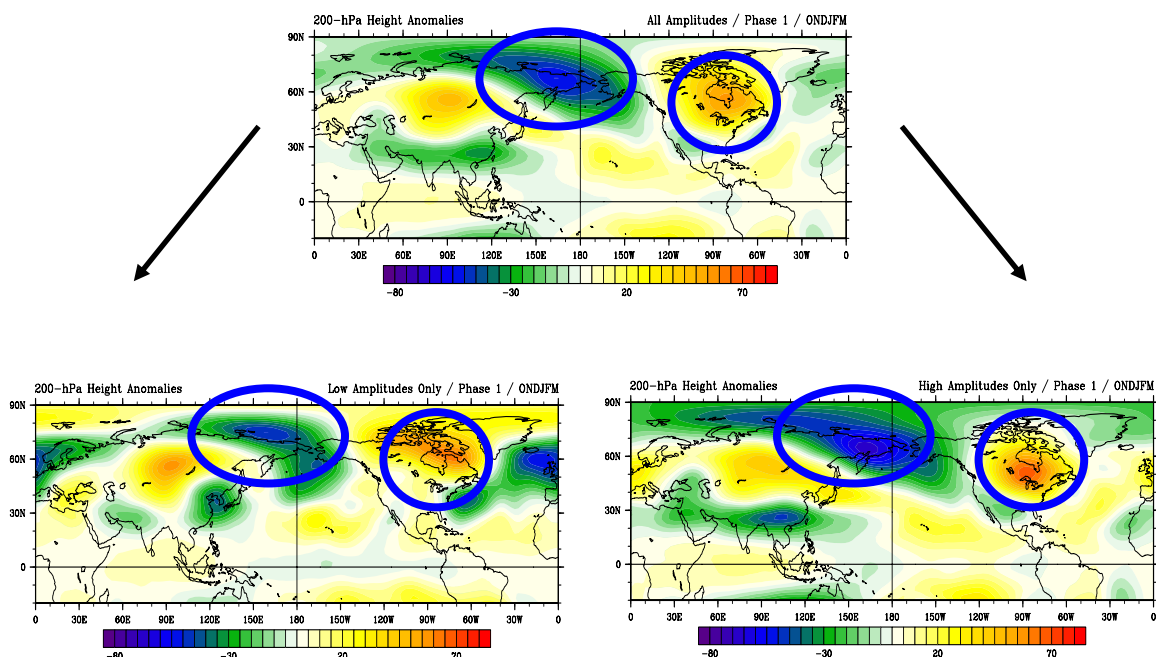 200-hPa Height Anomalies All Amplitudes / Phase 1 / ONDJFM
90N
60N
30N
0
0 30E 60E 90E 120E 150E 180 150W 120W 90W 60W 30W 0
-80 -30 20 70
200-hPa Height Anomalies Low Amplitudes Only / Phase 1 / ONDJFM
90N
60N
30N
0
0 30E 60E 90E 120E 150E 180 150W 120W 90W 60W 30W 0
-80 -30 20 70
200-hPa Height Anomalies High Amplitudes Only / Phase 1 / ONDJFM
90N
60N
30N
0
0 30E 60E 90E 120E 150E 180 150W 120W 90W 60W 30W 0
-80 -30 20 70